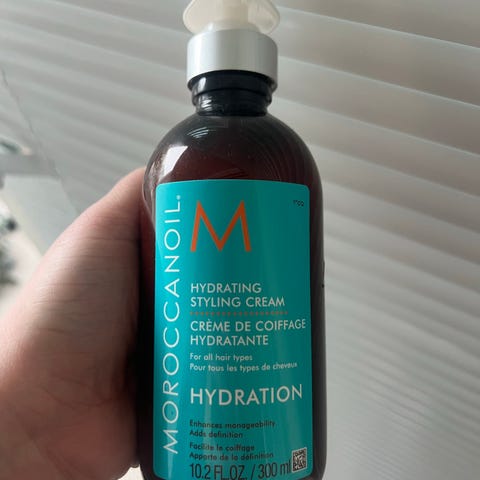 MOROCCANOIL®
M
HYDRATING
STYLING CREAM
CRÈME DE COIFFAGE
HYDRATANTE
For all hair types
Pour tous les types de cheveux
HYDRATION
Enhances manageability
Adds definition
Facilite le coiffage
Apporte de la définition
10.2 FL.OZ. / 300 ml